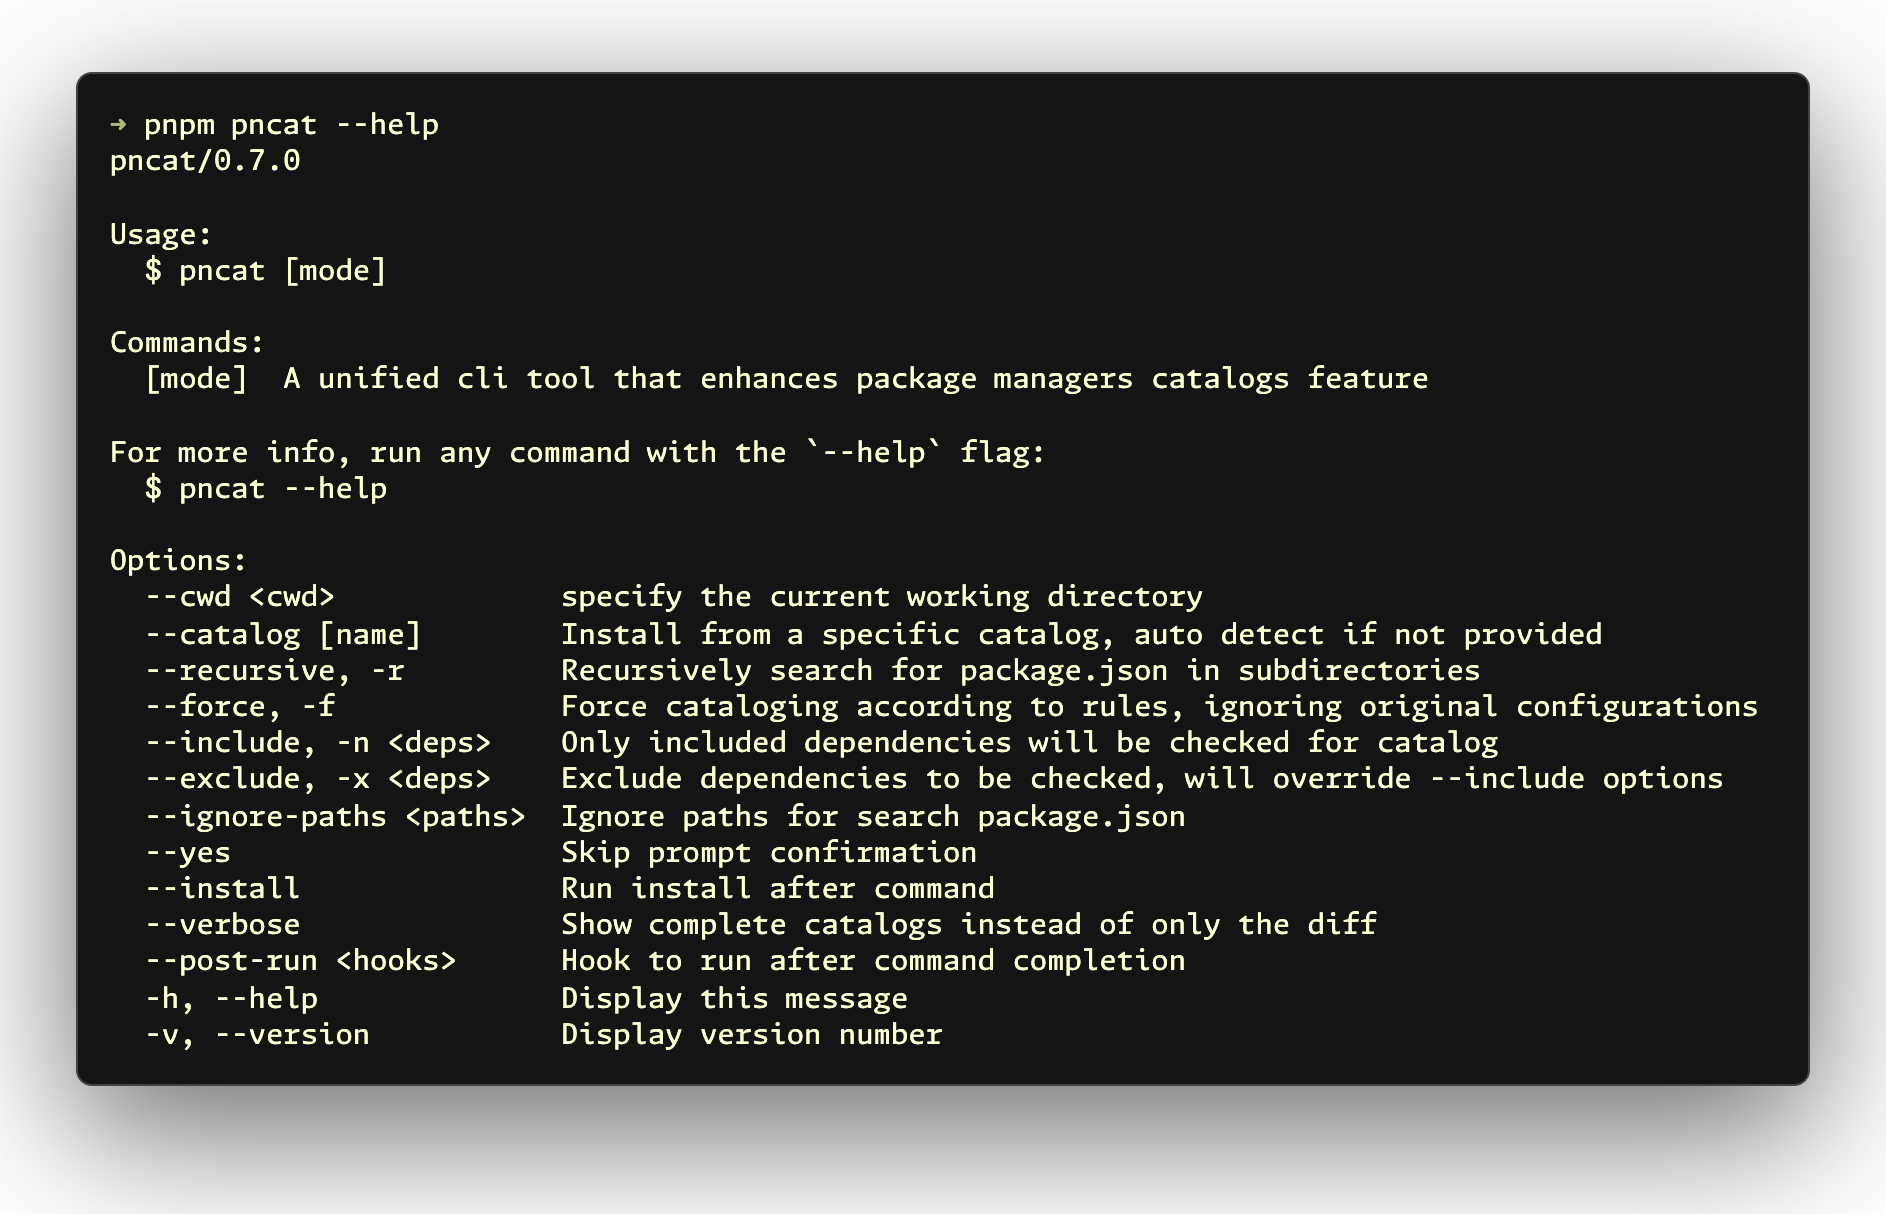 ➜ pnpm pncat --help
pncat/0.7.0

Usage:
  $ pncat [mode]

Commands:
  [mode]  A unified cli tool that enhances package managers catalogs feature

For more info, run any command with the `--help` flag:
  $ pncat --help

Options:
  --cwd <cwd>             specify the current working directory
  --catalog [name]        Install from a specific catalog, auto detect if not provided
  --recursive, -r         Recursively search for package.json in subdirectories
  --force, -f             Force cataloging according to rules, ignoring original configurations
  --include, -n <deps>    Only included dependencies will be checked for catalog
  --exclude, -x <deps>    Exclude dependencies to be checked, will override --include options
  --ignore-paths <paths>  Ignore paths for search package.json
  --yes                   Skip prompt confirmation
  --install               Run install after command
  --verbose               Show complete catalogs instead of only the diff
  --post-run <hooks>      Hook to run after command completion
  -h, --help              Display this message
  -v, --version           Display version number